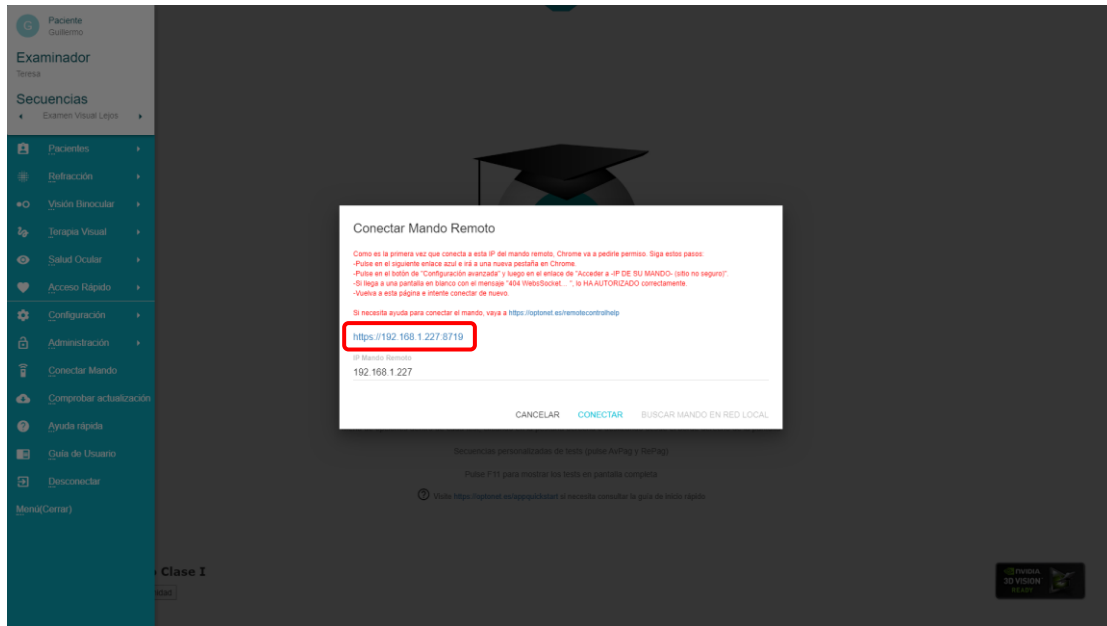 G
Paciente
Guillermo
Examinador
Teresa
Secuencias
Examen Visual Lejos
Pacientes
Refracción
Visión Binocular
Terapia Visual
Salud Ocular
Acceso Rápido
Configuración
Administración
Conectar Mando
Comprobar actualización
Ayuda rápida
Guía de Usuario
Desconectar
Menú(Cerrar)
Conectar Mando Remoto
Como es la primera vez que conecta a esta IP del mando remoto, Chrome va a pedirle permiso. Siga estos pasos:
-Pulse en el siguiente enlace azul e irá a una nueva pestaña en Chrome.
-Pulse en el botón de "Configuración avanzada" y luego en el enlace de "Acceder a -IP DE SU MANDO- (sitio no seguro)".
-Si llega a una pantalla en blanco con el mensaje "404 WebsSocket... ", lo HA AUTORIZADO correctamente.
-Vuelva a esta página e intente conectar de nuevo.
Si necesita ayuda para conectar el mando, vaya a https://optonet.es/remotecontrolhelp
https://192.168.1.227:8719
IP Mando Remoto
192.168.1.227
CANCELAR CONECTAR BUSCAR MANDO EN RED LOCAL
Secuencias personalizadas de tests (pulse AvPag y RePag)
Pulse F11 para mostrar los tests en pantalla completa
Visite https://optonet.es/appquickstart si necesita consultar la guía de inicio rápida
Clase I
idad
NVIDIA
3D VISION
READY